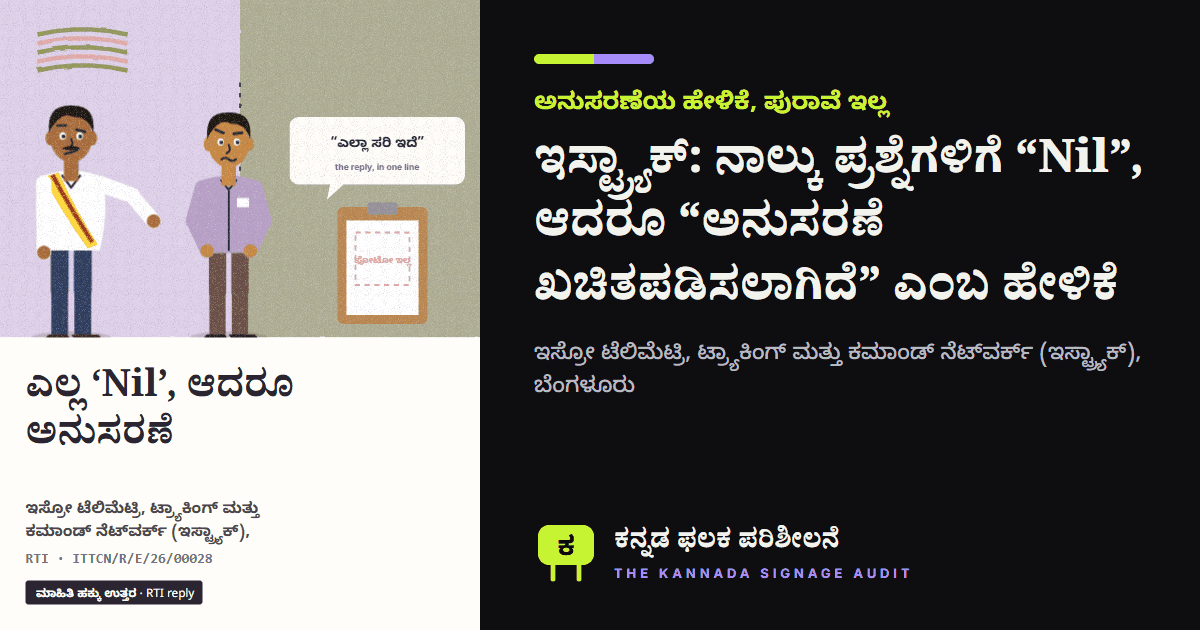 “ಎಲ್ಲಾ ಸರಿ ಇದೆ”
the reply, in one line
ಫೋಟೋ ಇಲ್ಲ
ಎಲ್ಲ ‘Nil’, ಆದರೂ
ಅನುಸರಣೆ
ಇಸ್ರೋ ಟೆಲಿಮೆಟ್ರಿ, ಟ್ರ್ಯಾಕಿಂಗ್ ಮತ್ತು
ಕಮಾಂಡ್ ನೆಟ್‌ವರ್ಕ್ (ಇಸ್ಟ್ರ್ಯಾಕ್),
RTI · ITTCN/R/E/26/00028
ಮಾಹಿತಿ ಹಕ್ಕು ಉತ್ತರ · RTI reply
ಅನುಸರಣೆಯ ಹೇಳಿಕೆ, ಪುರಾವೆ ಇಲ್ಲ
ಇಸ್ಟ್ರ್ಯಾಕ್: ನಾಲ್ಕು ಪ್ರಶ್ನೆಗಳಿಗೆ “Nil”,
ಆದರೂ “ಅನುಸರಣೆ
ಖಚಿತಪಡಿಸಲಾಗಿದೆ” ಎಂಬ ಹೇಳಿಕೆ
ಇಸ್ರೋ ಟೆಲಿಮೆಟ್ರಿ, ಟ್ರ್ಯಾಕಿಂಗ್ ಮತ್ತು ಕಮಾಂಡ್ ನೆಟ್‌ವರ್ಕ್ (ಇಸ್ಟ್ರ್ಯಾಕ್),
ಬೆಂಗಳೂರು
ಕ
ಕನ್ನಡ ಫಲಕ ಪರಿಶೀಲನೆ
THE KANNADA SIGNAGE AUDIT